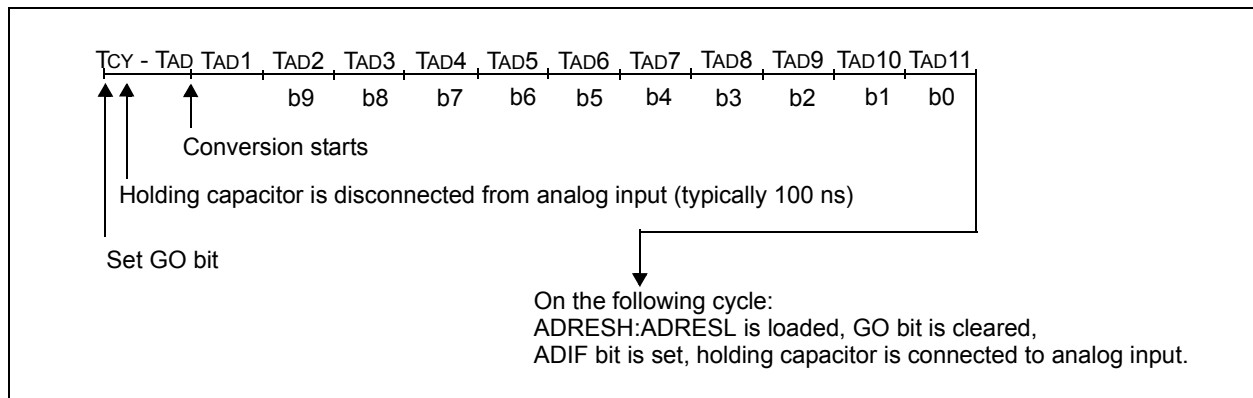 TCY - TAD TAD1 TAD2 TAD3 TAD4 TAD5 TAD6 TAD7 TAD8 TAD9 TAD10 TAD11
b9 b8 b7 b6 b5 b4 b3 b2 b1 b0
Conversion starts
Holding capacitor is disconnected from analog input (typically 100 ns)
Set GO bit
On the following cycle:
ADRESH:ADRESL is loaded, GO bit is cleared,
ADIF bit is set, holding capacitor is connected to analog input.